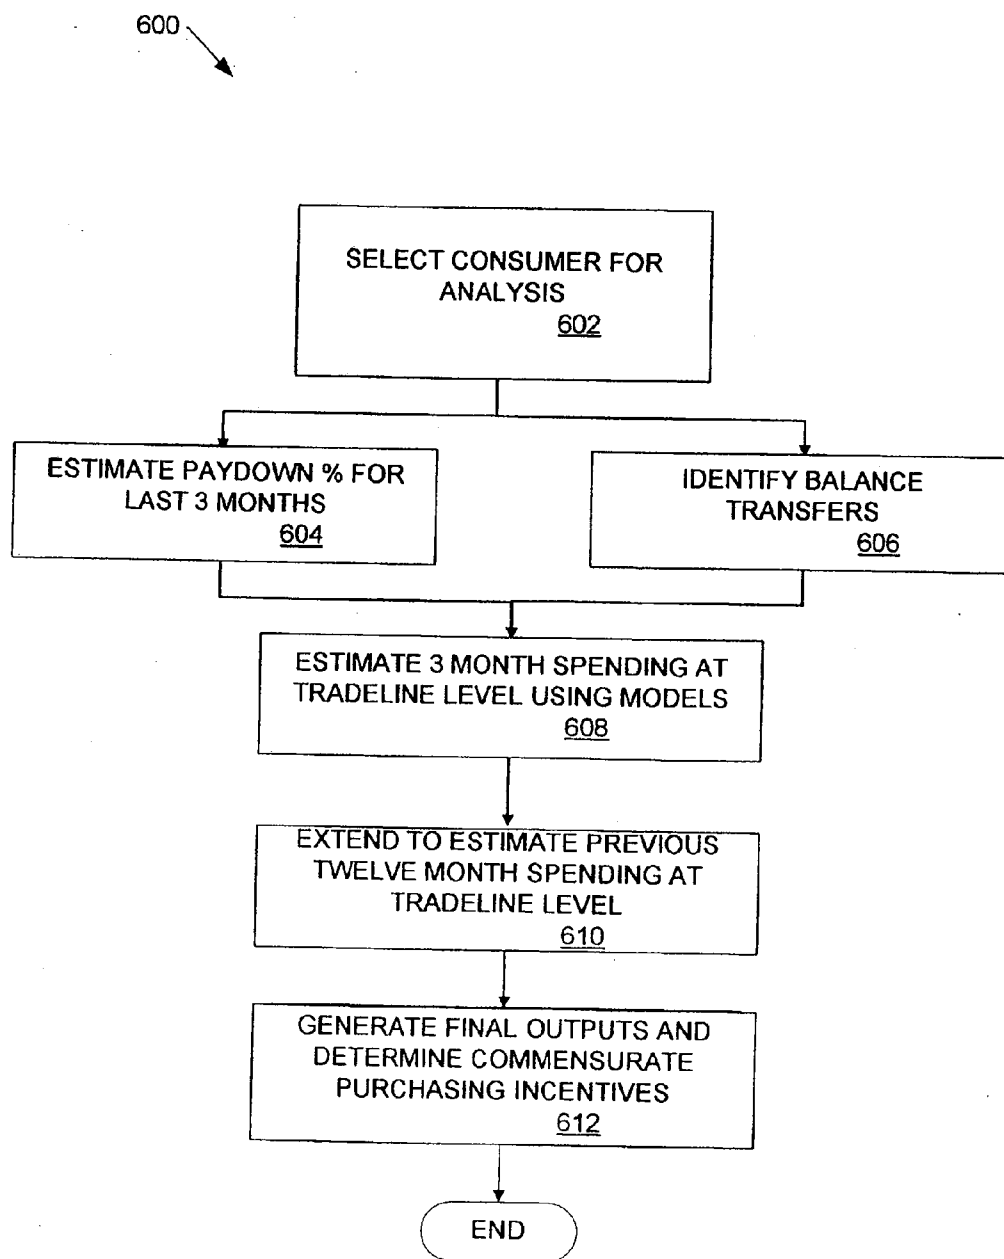 600
SELECT CONSUMER FOR
ANALYSIS
602
ESTIMATE PAYDOWN % FOR
LAST 3 MONTHS
604
IDENTIFY BALANCE
TRANSFERS
606
ESTIMATE 3 MONTH SPENDING AT
TRADELINE LEVEL USING MODELS
608
EXTEND TO ESTIMATE PREVIOUS
TWELVE MONTH SPENDING AT
TRADELINE LEVEL
610
GENERATE FINAL OUTPUTS AND
DETERMINE COMMENSURATE
PURCHASING INCENTIVES
612
END